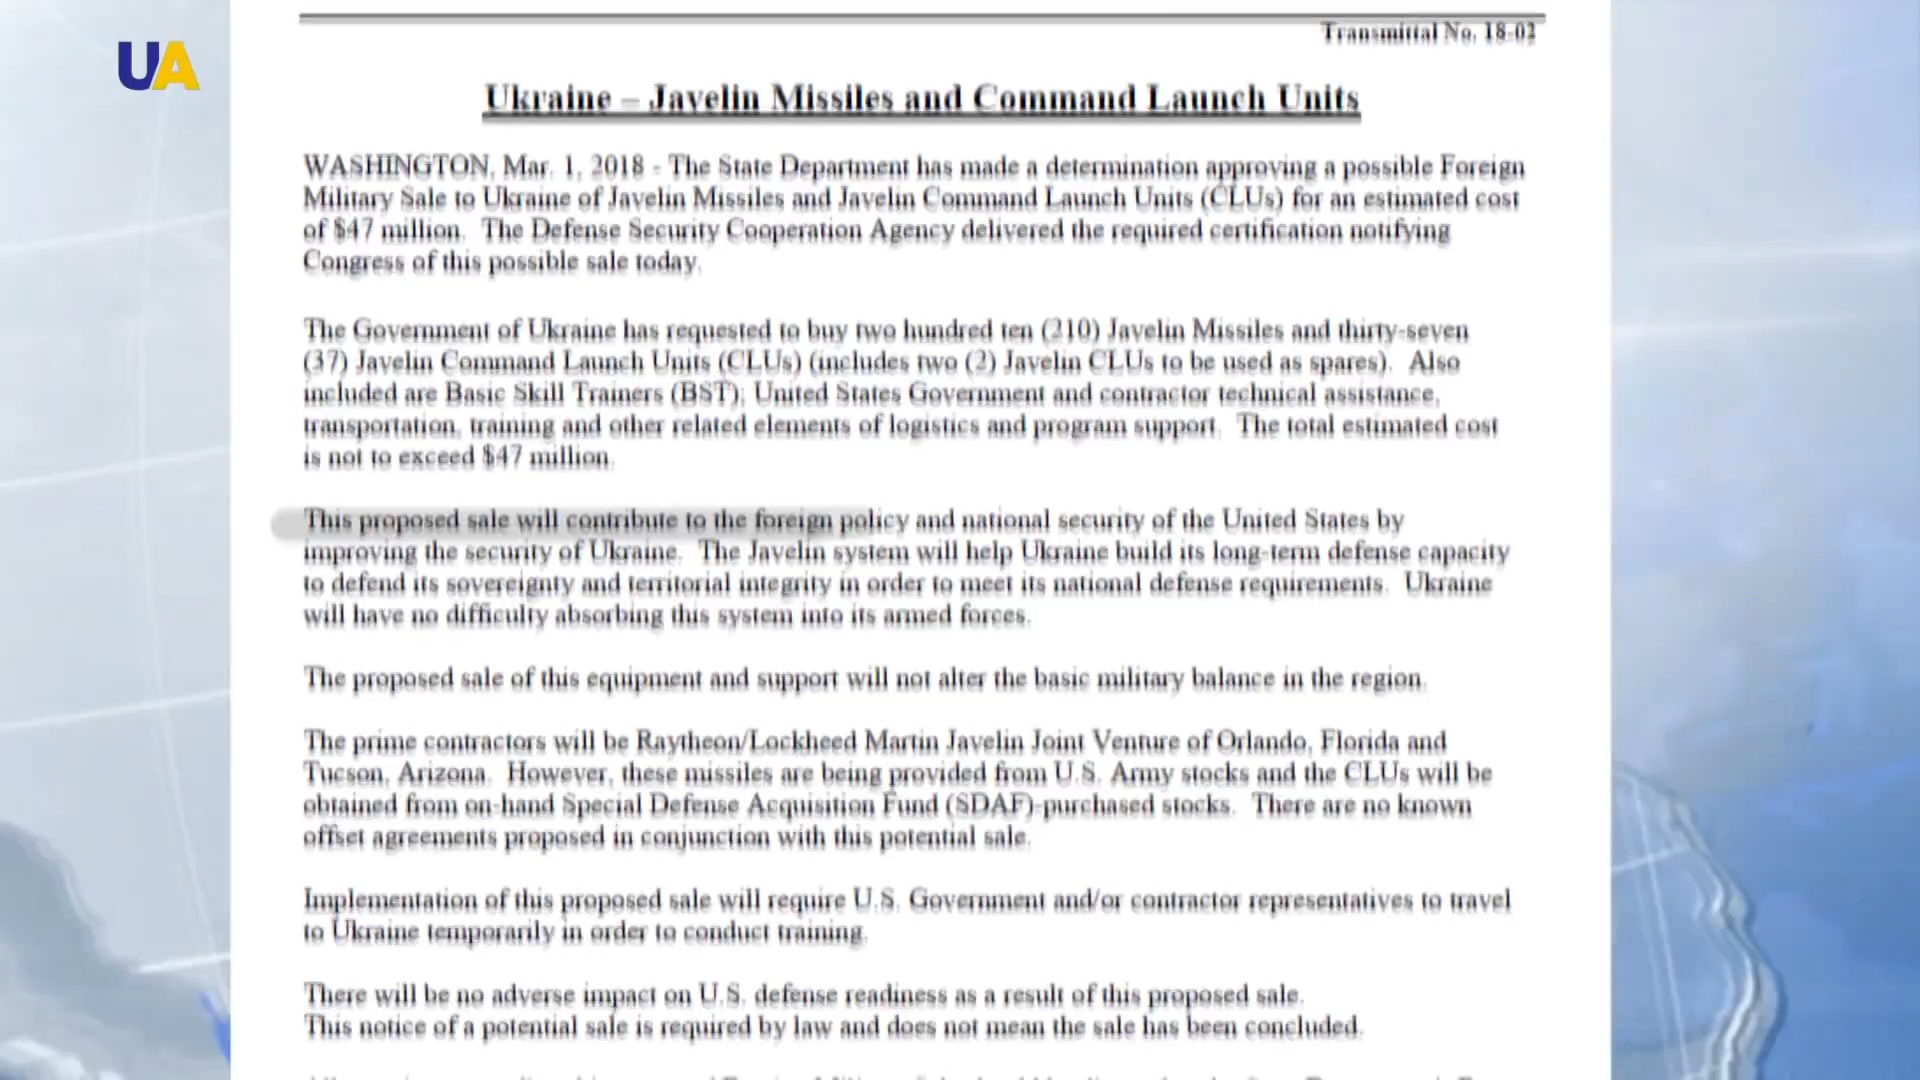 UA
Transmittal No. 18-02
Ukraine – Javelin Missiles and Command Launch Units
WASHINGTON, Mar. 1, 2018 - The State Department has made a determination approving a possible Foreign
Military Sale to Ukraine of Javelin Missiles and Javelin Command Launch Units (CLUs) for an estimated cost
of $47 million. The Defense Security Cooperation Agency delivered the required certification notifying
Congress of this possible sale today.
The Government of Ukraine has requested to buy two hundred ten (210) Javelin Missiles and thirty-seven
(37) Javelin Command Launch Units (CLUs) (includes two (2) Javelin CLUs to be used as spares). Also
included are Basic Skill Trainers (BST); United States Government and contractor technical assistance,
transportation, training and other related elements of logistics and program support. The total estimated cost
is not to exceed $47 million.
This proposed sale will contribute to the foreign policy and national security of the United States by
improving the security of Ukraine. The Javelin system will help Ukraine build its long-term defense capacity
to defend its sovereignty and territorial integrity in order to meet its national defense requirements. Ukraine
will have no difficulty absorbing this system into its armed forces.
The proposed sale of this equipment and support will not alter the basic military balance in the region.
The prime contractors will be Raytheon/Lockheed Martin Javelin Joint Venture of Orlando, Florida and
Tucson, Arizona. However, these missiles are being provided from U.S. Army stocks and the CLUs will be
obtained from on-hand Special Defense Acquisition Fund (SDAF)-purchased stocks. There are no known
offset agreements proposed in conjunction with this potential sale.
Implementation of this proposed sale will require U.S. Government and/or contractor representatives to travel
to Ukraine temporarily in order to conduct training.
There will be no adverse impact on U.S. defense readiness as a result of this proposed sale.
This notice of a potential sale is required by law and does not mean the sale has been concluded.